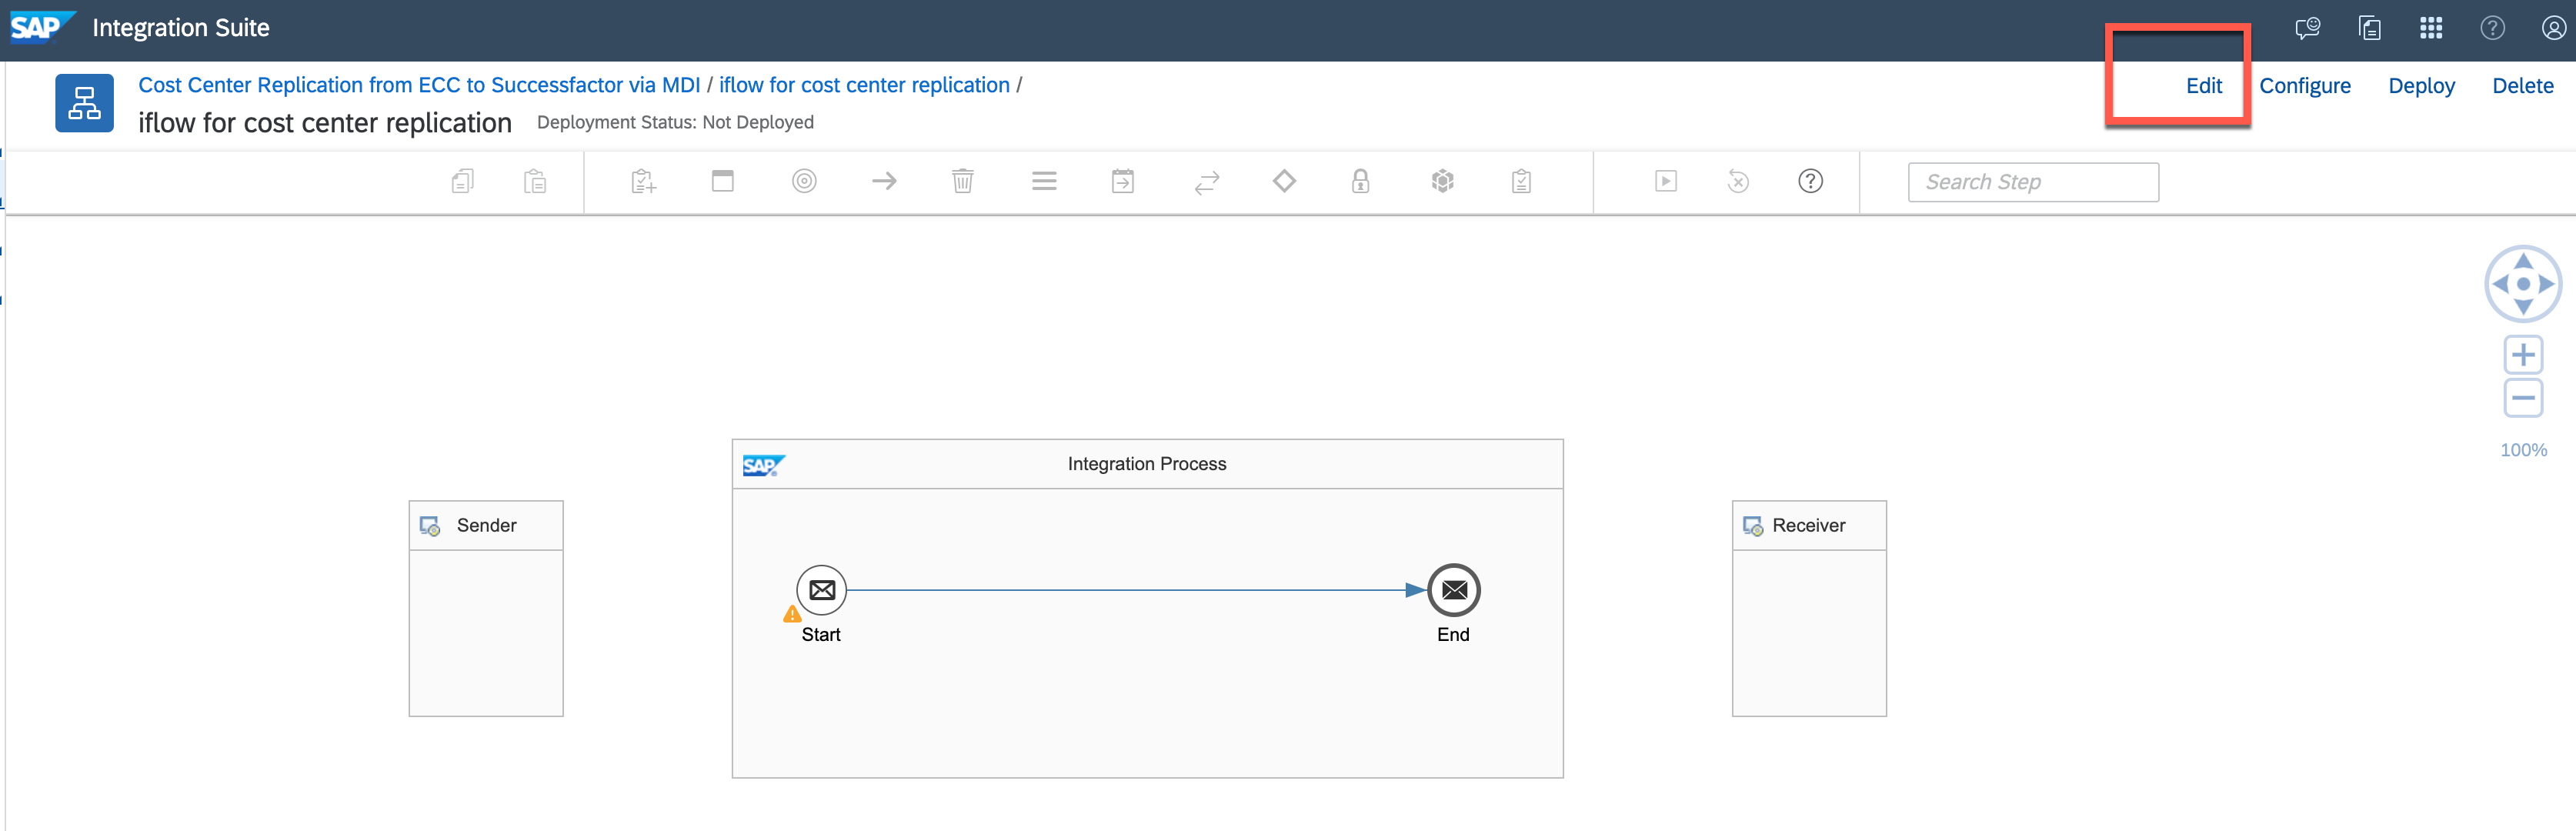 SAP Integration Suite
Cost Center Replication from ECC to Successfactor via MDI / iflow for cost center replication /
Edit Configure Deploy Delete
iflow for cost center replication Deployment Status: Not Deployed
Search Step
100%
SAP Integration Process
Sender
Receiver
Start
End